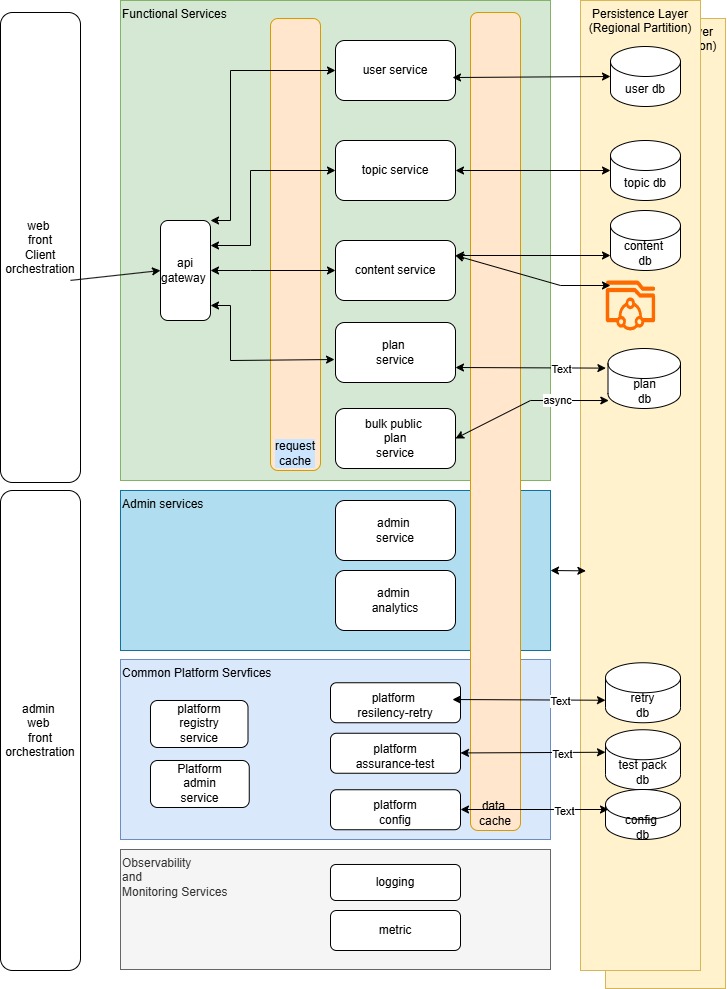 Functional Services
Persistence Layer
(Regional Partition)
yer
on)
user service
user db
topic service
topic db
web
front
Client
orchestration
api
gateway
content service
content
db
plan
service
Text
plan
db
async
bulk public
plan
service
request
cache
Admin services
admin
service
admin
analytics
Common Platform Servfices
admin
web
front
orchestration
platform
registry
service
platform
resilency-retry
Text
retry
db
platform
assurance-test
Text
test pack
db
Platform
admin
service
platform
config
data
cache
Text
config
db
Observability
and
Monitoring Services
logging
metric